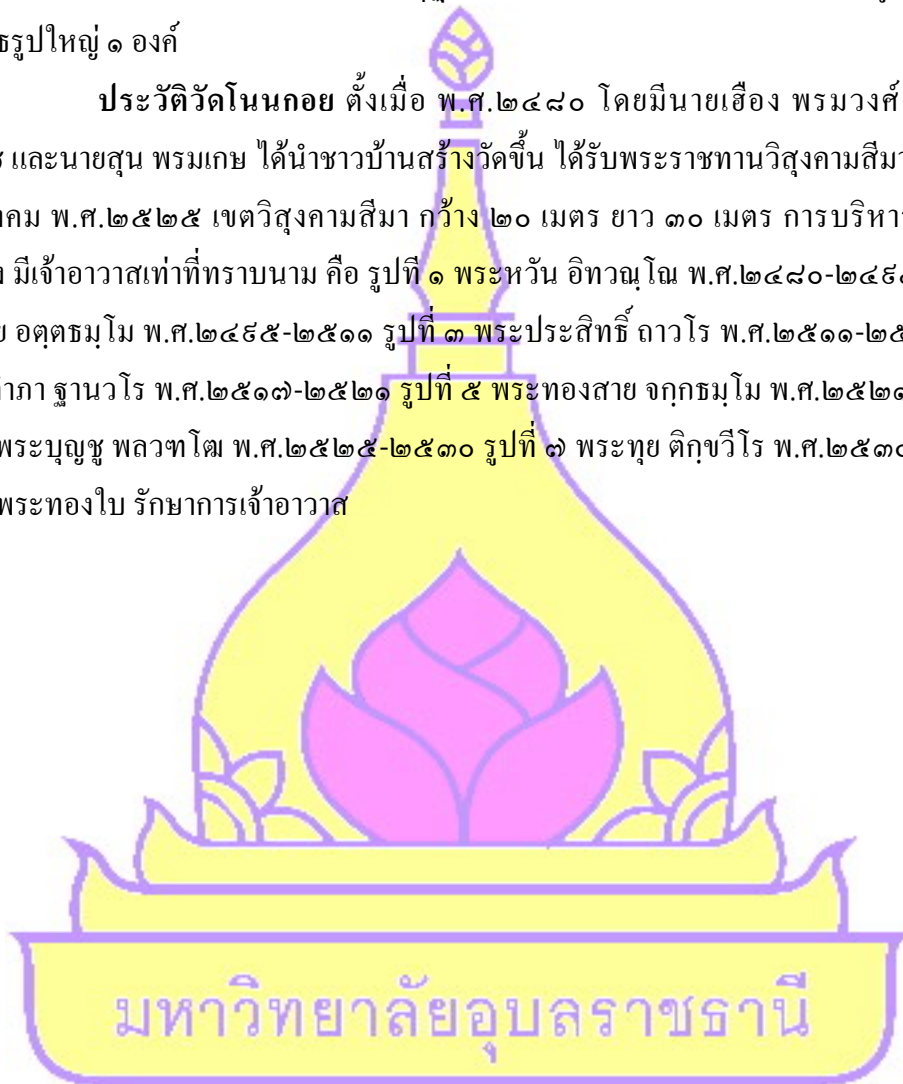 ธรูปใหญ่ ๑ องค์
ประวัติวัดโนนกอย ตั้งเมื่อ พ.ศ.๒๔๘๐ โดยมีนายเฮือง พรมวงศ์
และนายสุน พรมเกษ ได้นำชาวบ้านสร้างวัดขึ้น ได้รับพระราชทานวิสุงคามสีมา
คม พ.ศ.๒๕๒๕ เขตวิสุงคามสีมา กว้าง ๒๐ เมตร ยาว ๓๐ เมตร การบริหาร
มีเจ้าอาวาสเท่าที่ทราบนาม คือ รูปที่ ๑ พระหวัน อิทวณฺโณ พ.ศ.๒๔๘๐-๒๔๙
อตฺตธมฺโม พ.ศ.๒๔๙๕-๒๕๑๑ รูปที่ ๓ พระประสิทธิ์ ถาวโร พ.ศ.๒๕๑๑-๒๕
ำภา ฐานวโร พ.ศ.๒๕๑๗-๒๕๒๑ รูปที่ ๕ พระทองสาย จกฺกธมฺโม พ.ศ.๒๕๒๑
พระบุญชู พลวฑโฒ พ.ศ.๒๕๒๕-๒๕๓๐ รูปที่ ๗ พระทุย ติกฺขวีโร พ.ศ.๒๕๓๐
พระทองใบ รักษาการเจ้าอาวาส
มหาวิทยาลัยอุบลราชธานี